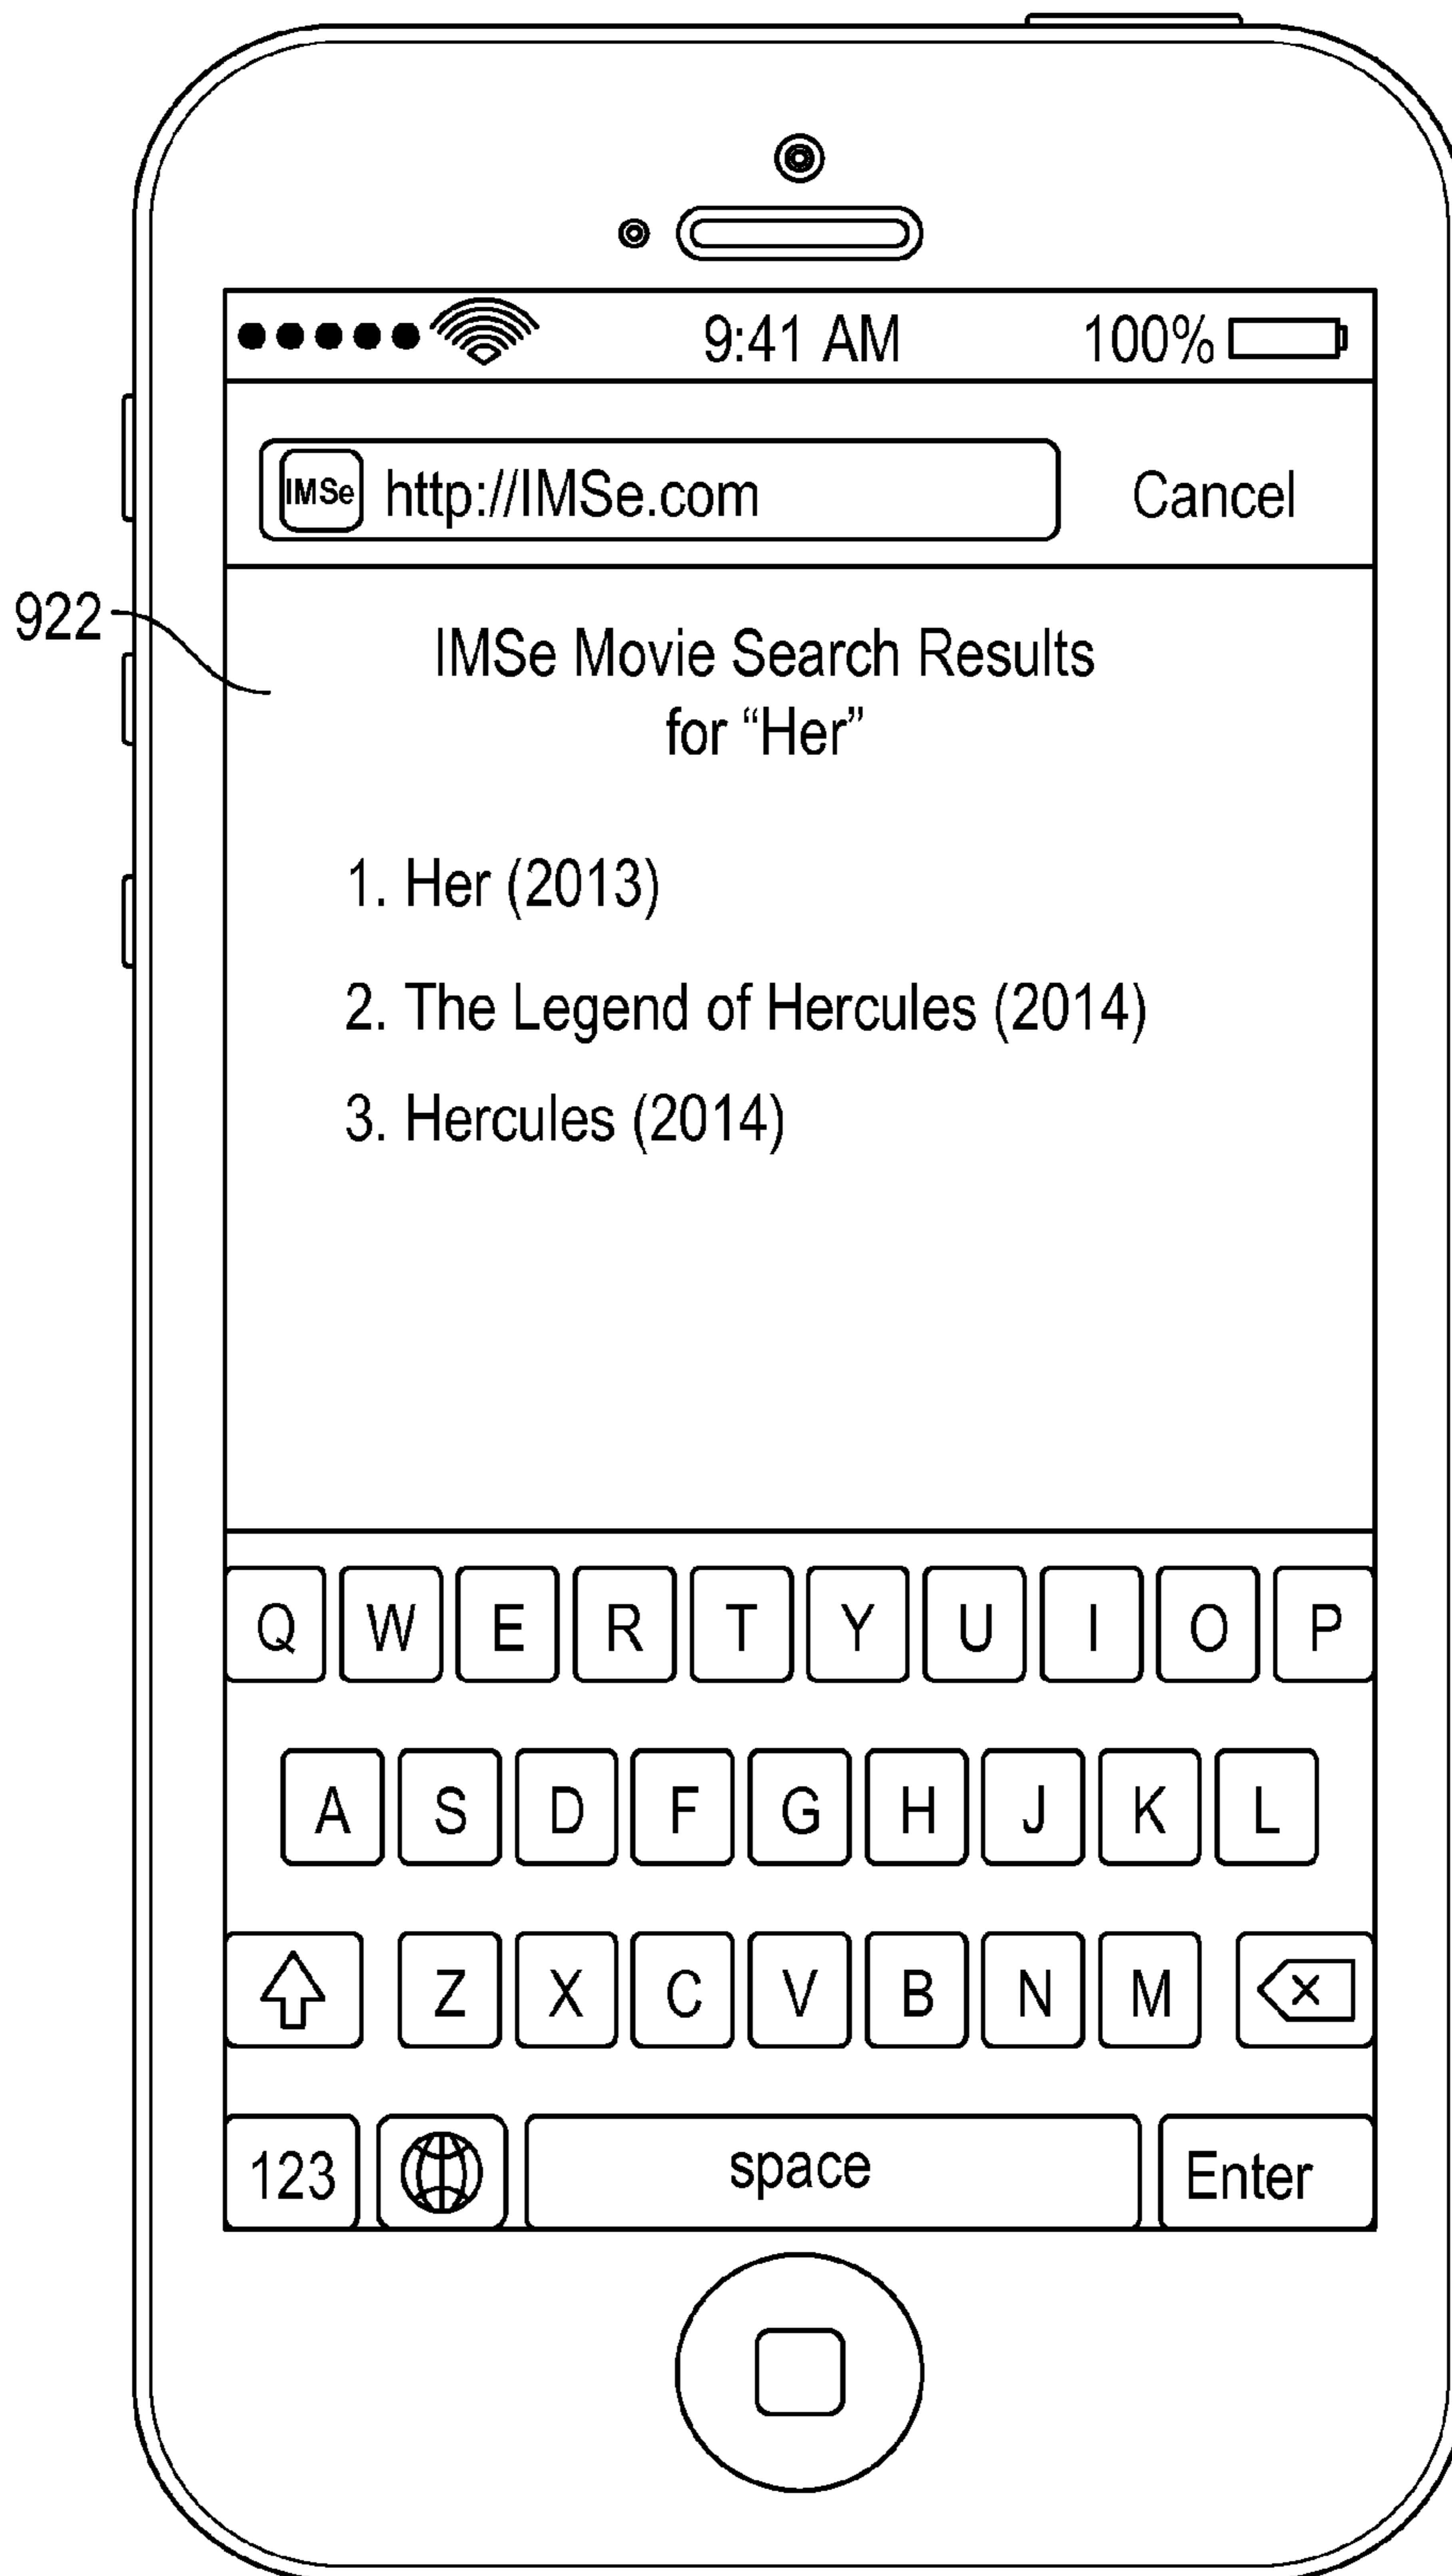 9:41 AM 100%
IMSe http://IMSe.com Cancel
922
IMSe Movie Search Results
for “Her”
1. Her (2013)
2. The Legend of Hercules (2014)
3. Hercules (2014)
Q W E R T Y U I O P
A S D F G H J K L
Z X C V B N M
123 space Enter